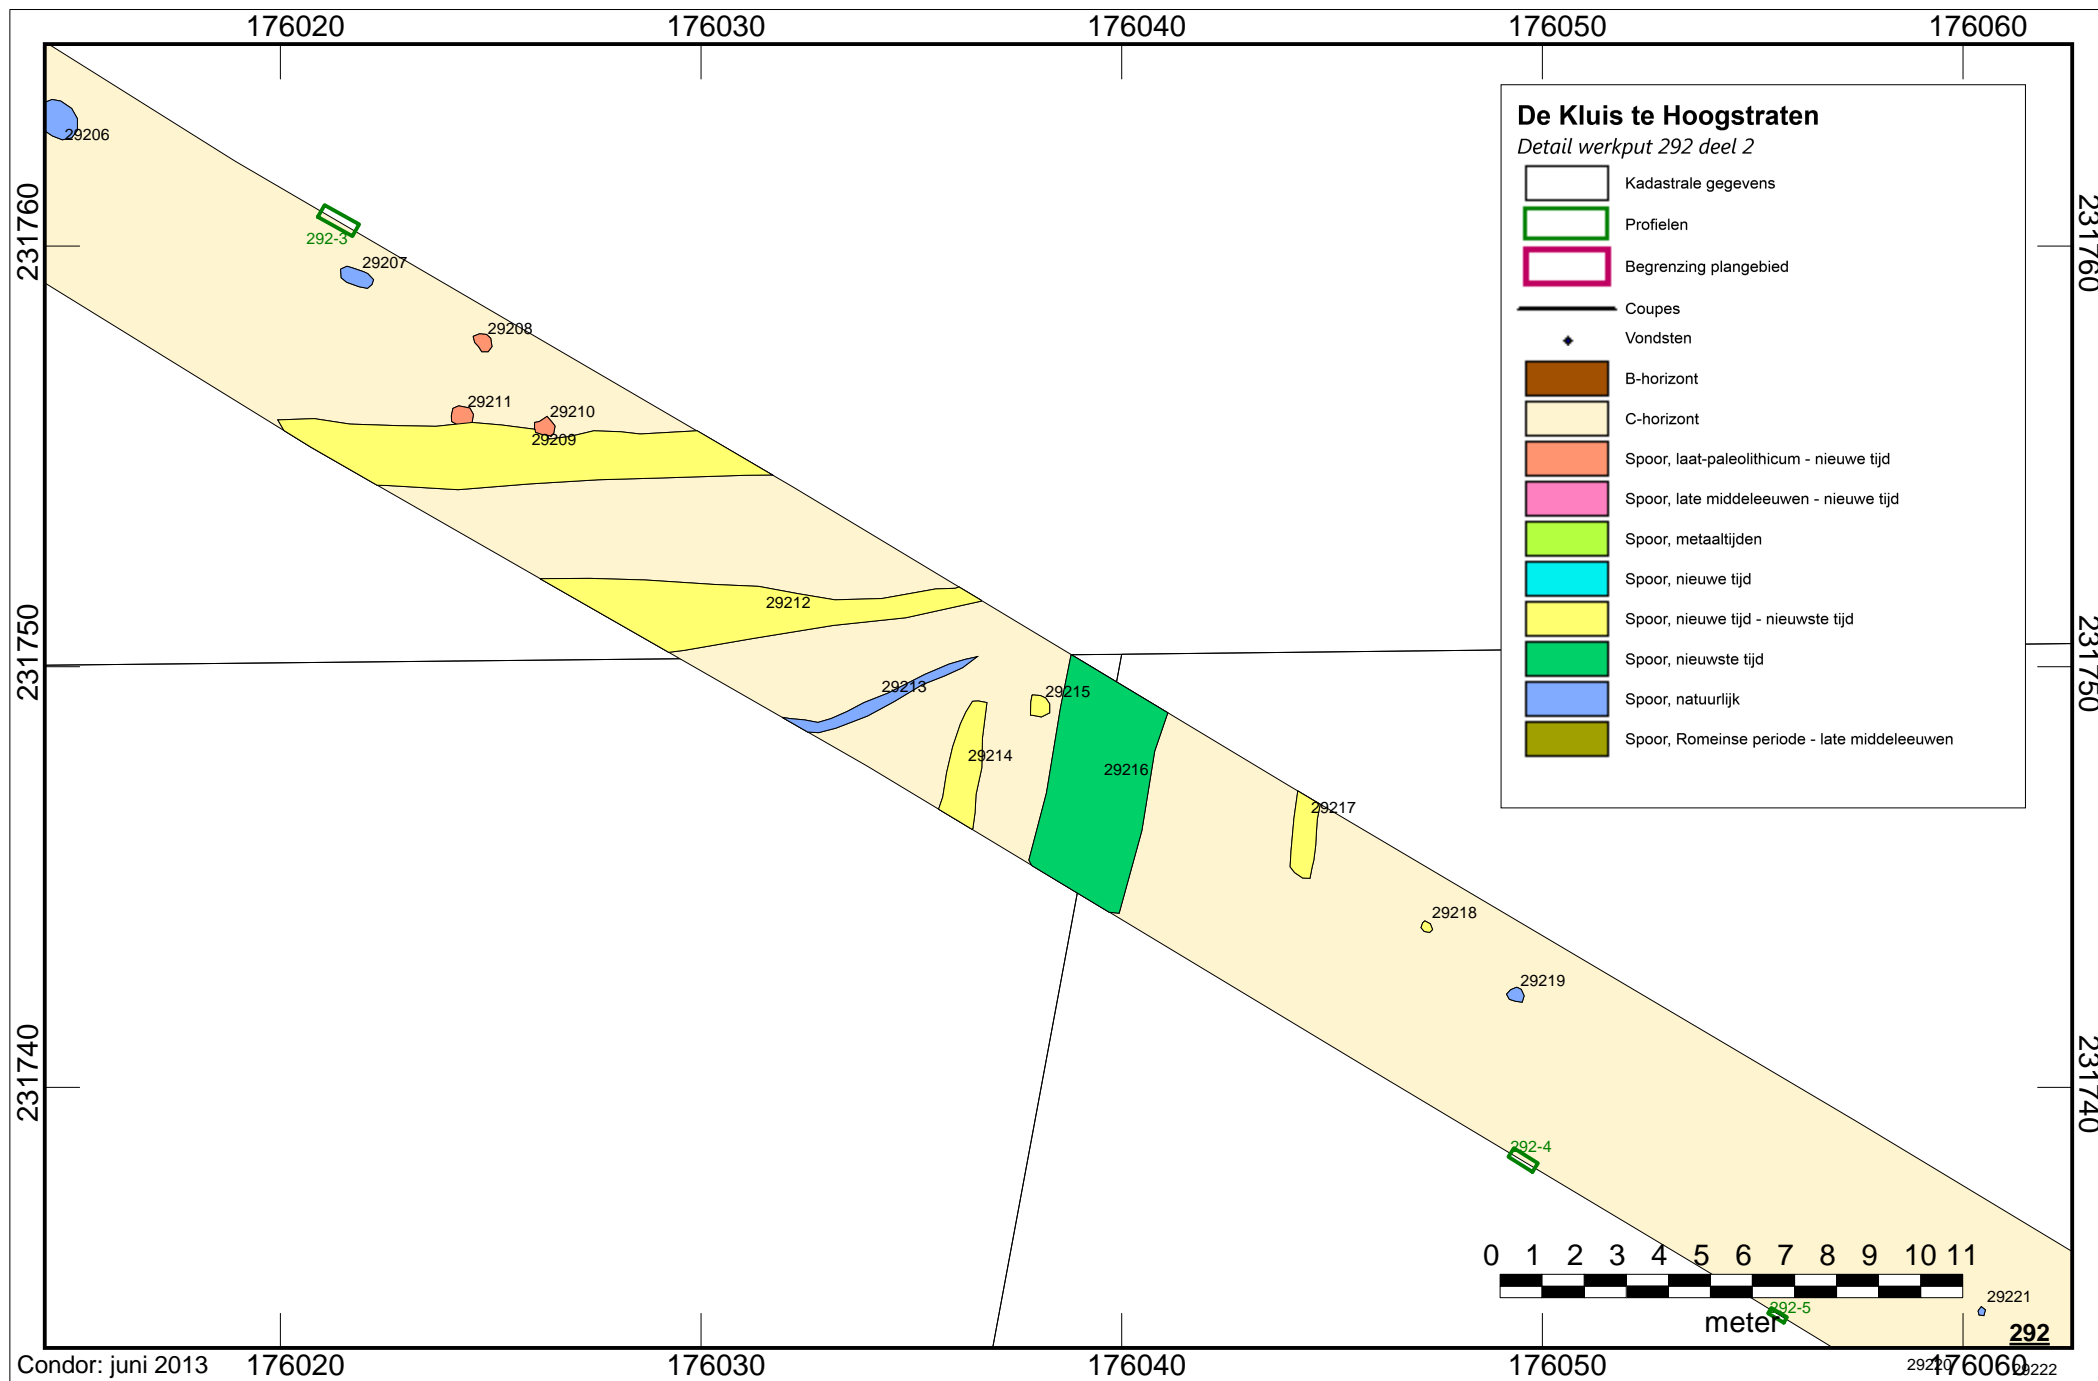 176020 176030 176040 176050 176060
De Kluis te Hoogstraten
Detail werkput 292 deel 2
Kadastrale gegevens
Profielen
Begrenzing plangebied
Coupes
Vondsten
B-horizont
C-horizont
Spoor, laat-paleolithicum - nieuwe tijd
Spoor, late middeleeuwen - nieuwe tijd
Spoor, metaaltijden
Spoor, nieuwe tijd
Spoor, nieuwe tijd - nieuwste tijd
Spoor, nieuwste tijd
Spoor, natuurlijk
Spoor, Romeinse periode - late middeleeuwen
29206
231760
231760
292-3
29207
29208
29211
29210
29209
29212
231750
231750
29213
29215
29214
29216
29217
29218
29219
231740
231740
292-4
0 1 2 3 4 5 6 7 8 9 10 11
meter
292-5
29221
292
Condor: juni 2013
176020 176030 176040 176050 176060
29220
29222